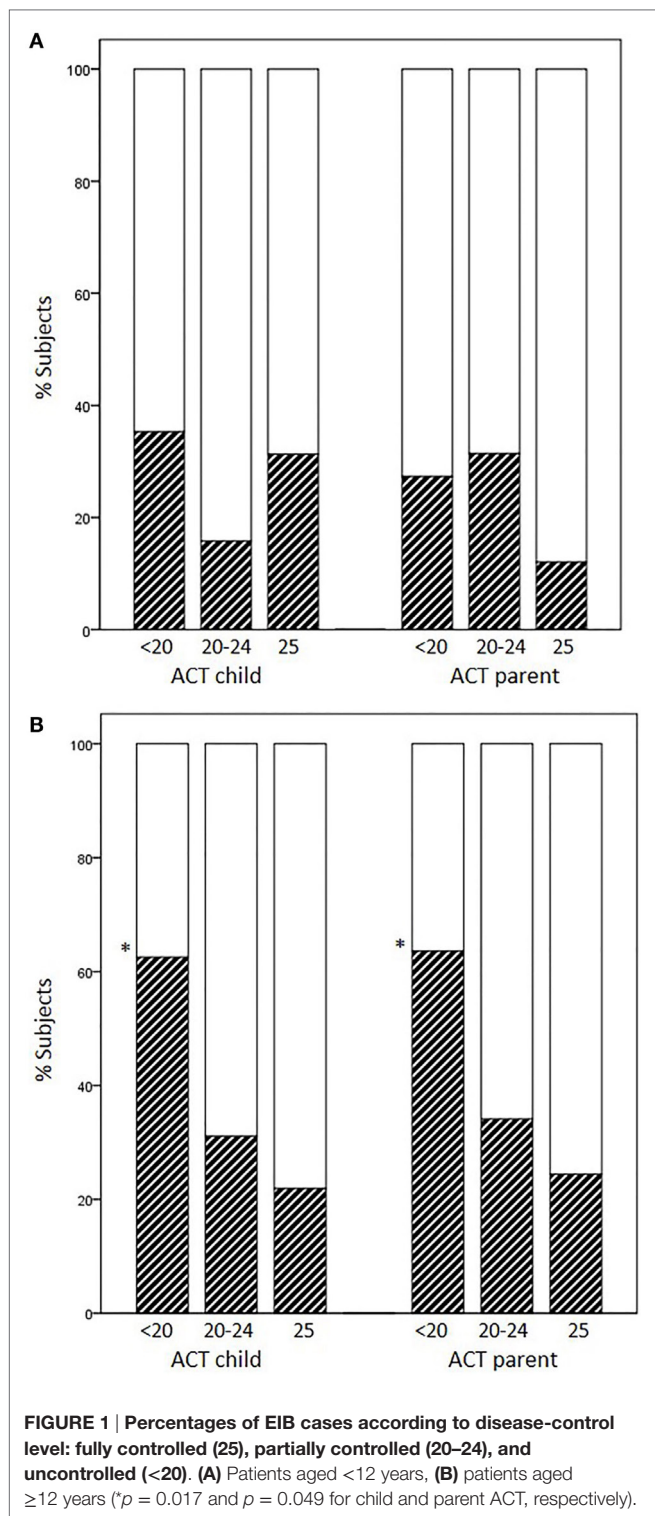 A
100
80
60
40
20
0
% Subjects
<20 20-24 25 <20 20-24 25
ACT child ACT parent
B
100
80
60
40
20
0
% Subjects
*
*
<20 20-24 25 <20 20-24 25
ACT child ACT parent
FIGURE 1 | Percentages of EIB cases according to disease-control
level: fully controlled (25), partially controlled (20–24), and
uncontrolled (<20). (A) Patients aged <12 years, (B) patients aged
≥12 years (*p = 0.017 and p = 0.049 for child and parent ACT, respectively).